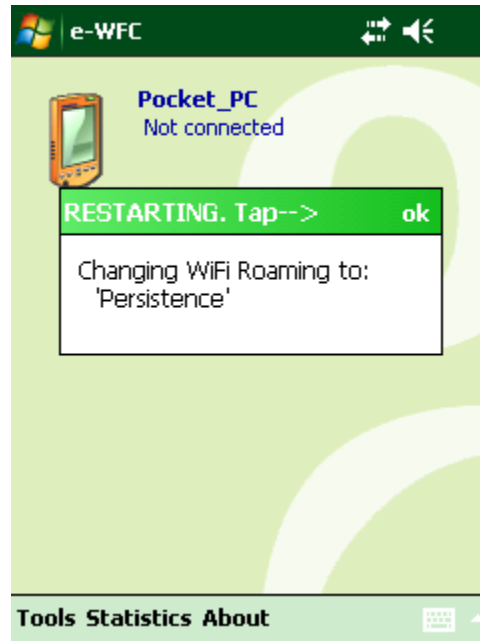 e-WFC
Pocket_PC
Not connected
RESTARTING. Tap--> ok
Changing WiFi Roaming to:
'Persistence'
Tools Statistics About